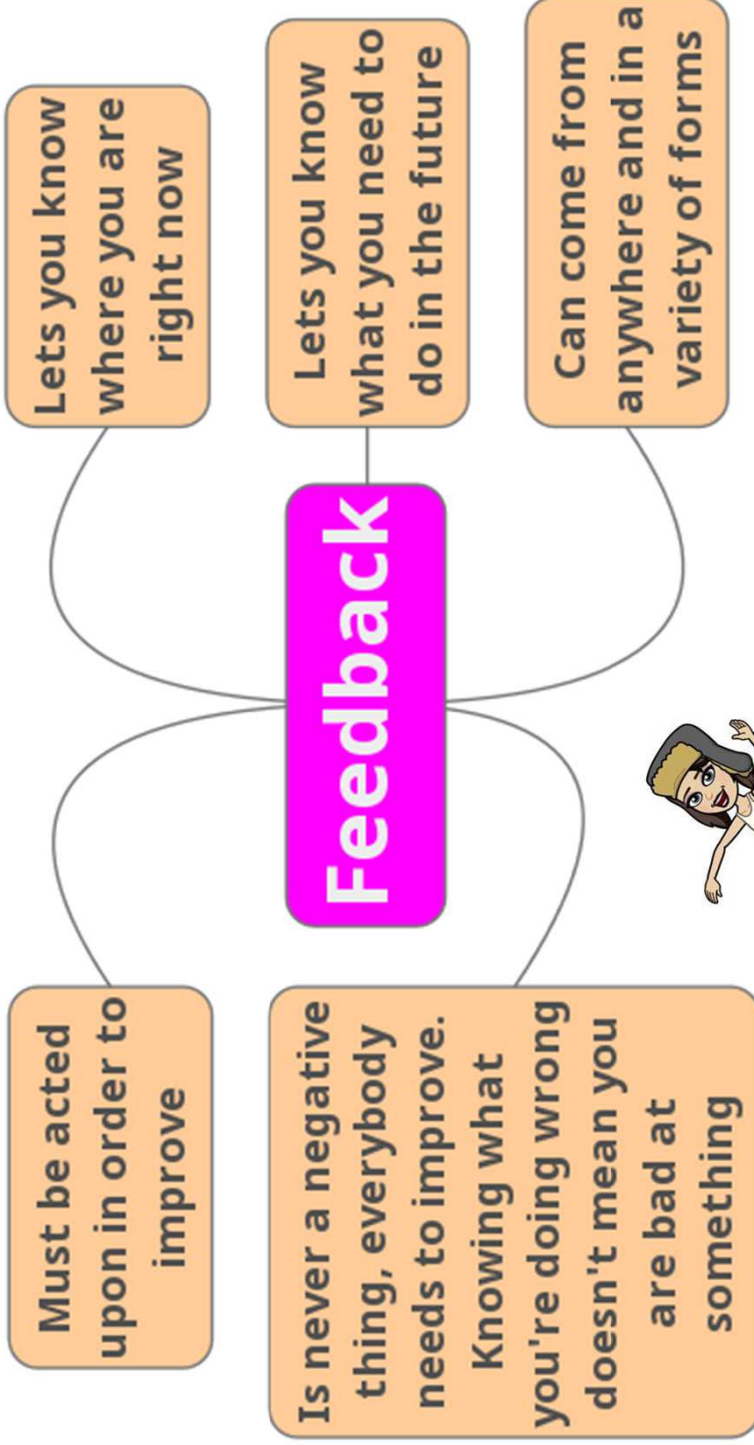 Feedback
Must be acted
upon in order to
improve
Is never a negative
thing, everybody
needs to improve.
Knowing what
you're doing wrong
doesn't mean you
are bad at
something
Lets you know
where you are
right now
Lets you know
what you need to
do in the future
Can come from
anywhere and in a
variety of forms